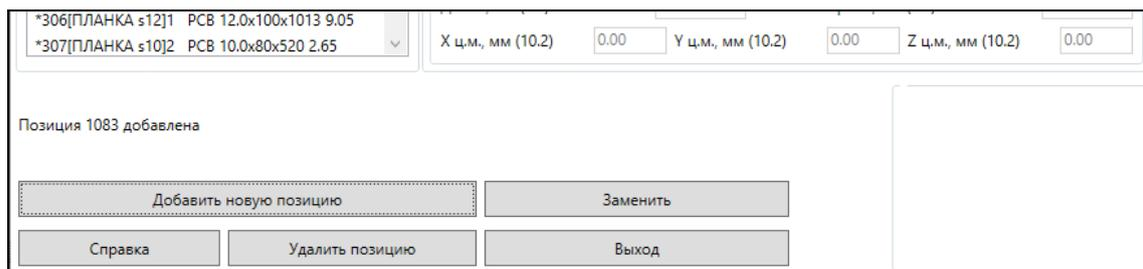 *306[ПЛАНКА s12]1 РСВ 12.0x100x1013 9.05
*307[ПЛАНКА s10]2 РСВ 10.0x80x520 2.65
X ц.м., мм (10.2) 0.00 Y ц.м., мм (10.2) 0.00 Z ц.м., мм (10.2) 0.00
Позиция 1083 добавлена
Добавить новую позицию Заменить
Справка Удалить позицию Выход